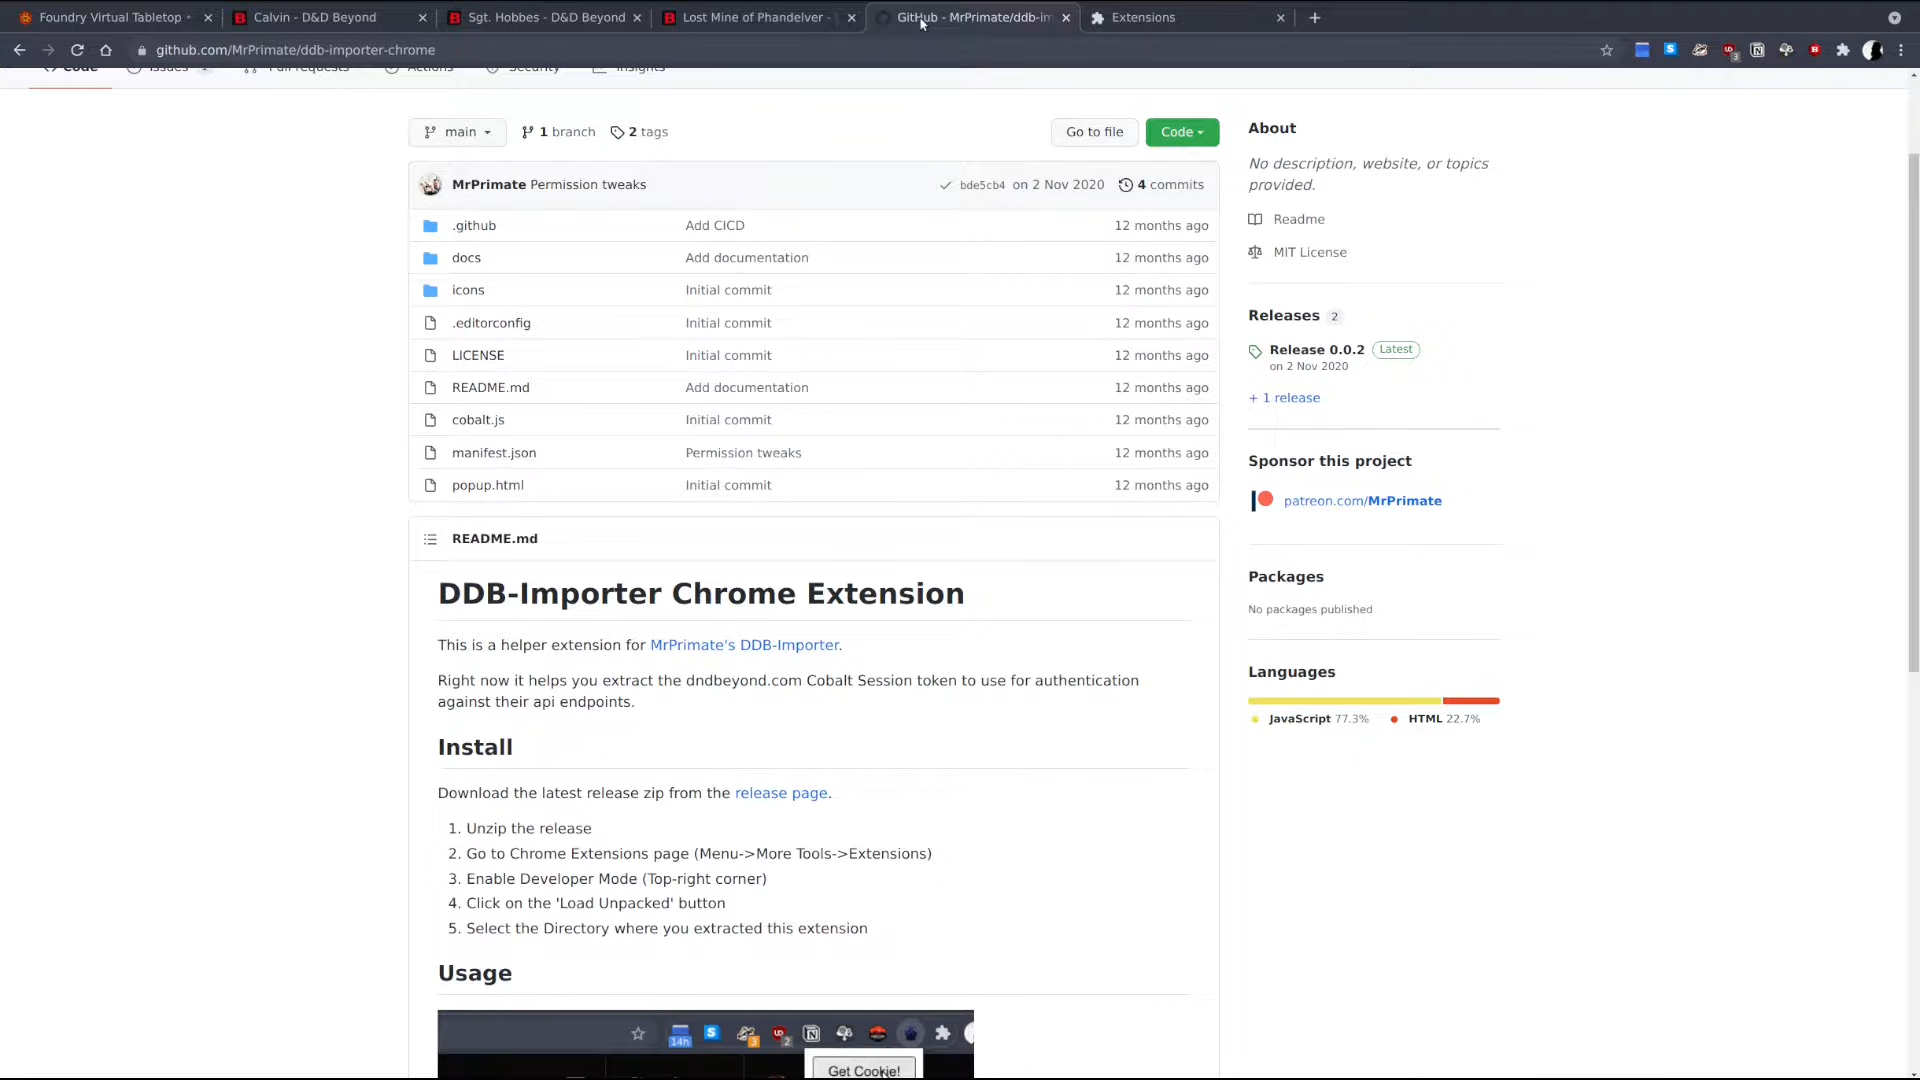 Foundry Virtual Tabletop
Calvin - D&D Beyond
Sgt. Hobbes - D&D Beyond
Lost Mine of Phandelver -
GitHub - MrPrimate/ddb-im
Extensions
github.com/MrPrimate/ddb-importer-chrome
3
Code
Issues
Pull requests
Actions
Security
Insights
main
1 branch
2 tags
Go to file
Code
MrPrimate Permission tweaks
bde5cb4 on 2 Nov 2020
4 commits
.github Add CICD 12 months ago
docs Add documentation 12 months ago
icons Initial commit 12 months ago
.editorconfig Initial commit 12 months ago
LICENSE Initial commit 12 months ago
README.md Add documentation 12 months ago
cobalt.js Initial commit 12 months ago
manifest.json Permission tweaks 12 months ago
popup.html Initial commit 12 months ago
README.md
DDB-Importer Chrome Extension
This is a helper extension for MrPrimate's DDB-Importer.
Right now it helps you extract the dndbeyond.com Cobalt Session token to use for authentication
against their api endpoints.
Install
Download the latest release zip from the release page.
1. Unzip the release
2. Go to Chrome Extensions page (Menu->More Tools->Extensions)
3. Enable Developer Mode (Top-right corner)
4. Click on the 'Load Unpacked' button
5. Select the Directory where you extracted this extension
Usage
14h
3
2
Get Cookie!
About
No description, website, or topics
provided.
Readme
MIT License
Releases 2
Release 0.0.2 Latest
on 2 Nov 2020
+ 1 release
Sponsor this project
patreon.com/MrPrimate
Packages
No packages published
Languages
JavaScript 77.3%
HTML 22.7%